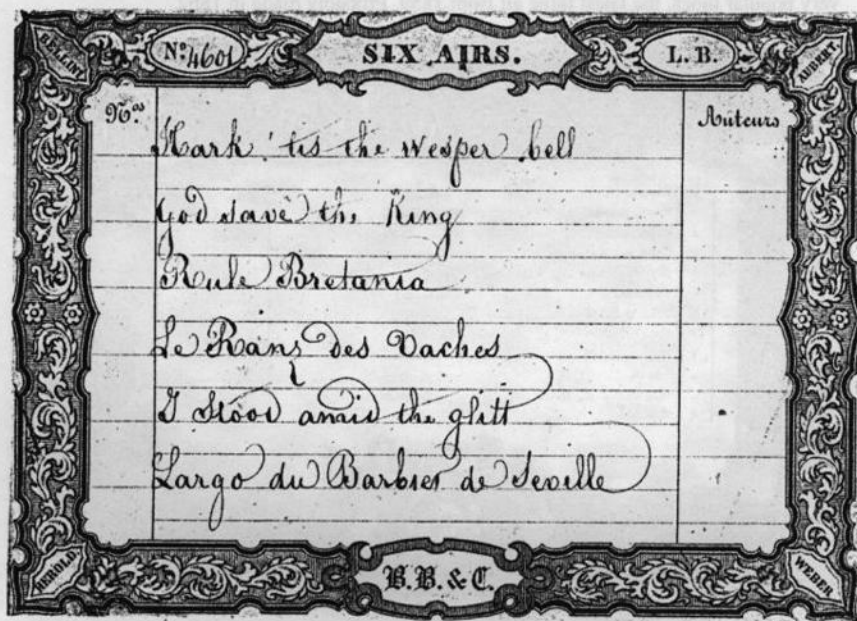 BELLINI
Nº 4601
SIX AIRS.
L. B.
AUBERT.
Nos.
Auteurs
Hark! tis the wesper bell
God save the King
Rule Bretania
Le Rans des Vaches
I Stood amid the glitt
Largo du Barbier de Seville
HEROLD.
B.B. & C.
WEBER